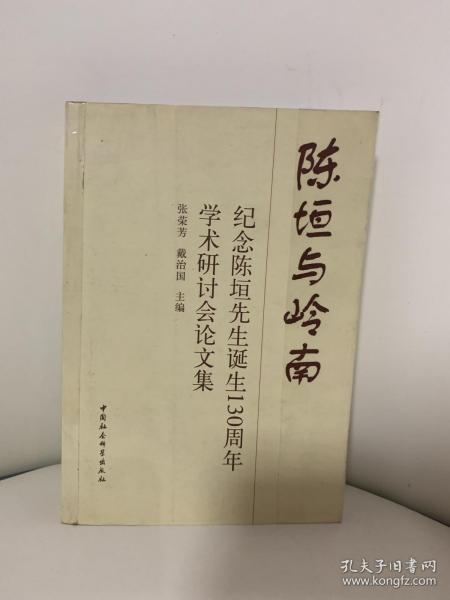 陈垣与岭南
纪念陈垣先生诞生130周年
学术研讨会论文集
张荣芳 戴治国 主编
中国社会科学出版社
孔夫子旧书网
www.kongfz.com